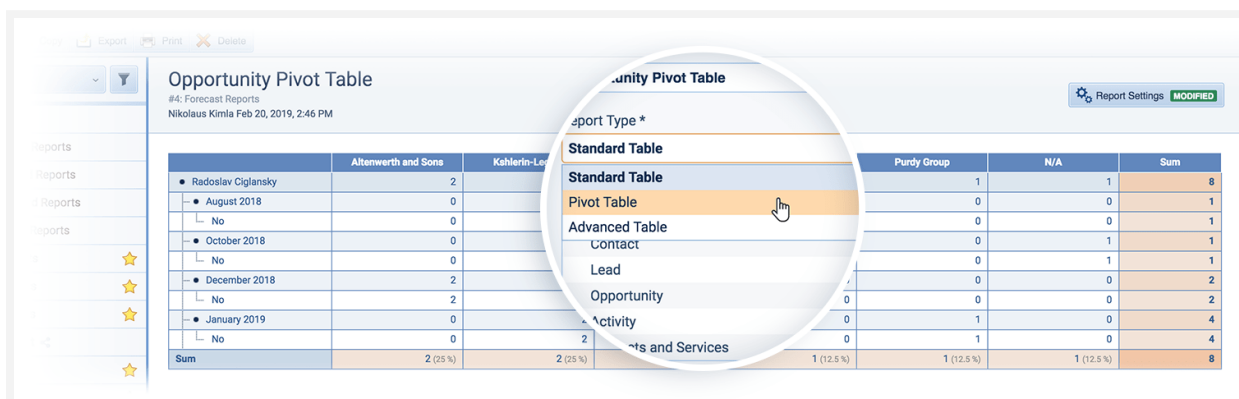 Export Print Delete
Opportunity Pivot Table
#4: Forecast Reports
Nikolaus Kimla Feb 20, 2019, 2:46 PM
Report Settings MODIFIED
Reports
Reports
Reports
Altenwerth and Sons Purdy Group N/A Sum
Radoslav Ciglansky 2 1 1 8
August 2018 0 0 0 1
No 0 0 0 1
October 2018 0 0 1 1
No 0 0 1 1
December 2018 2 0 0 2
No 2 0 0 0 2
January 2019 0 0 1 0 4
No 0 2 0 1 0 4
Sum 2 (25 %) 2 (25 %) 1 (12.5 %) 1 (12.5 %) 1 (12.5 %) 8
Pivot Table
Type *
Standard Table
Standard Table
Pivot Table
Advanced Table
Contact
Lead
Opportunity
Activity
and Services